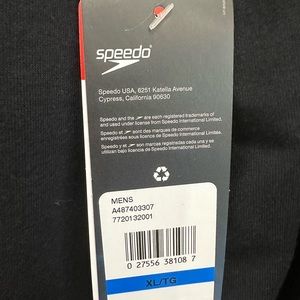 speedo
Speedo USA, 6251 Katella Avenue
Cypress, California 90630
Speedo and the are each registered trademarks of
and used under license from Speedo International Limited.
Speedo et sont des marques de commerce
enregistrées utilisées sous licence de
Speedo International Limited.
Speedo y et son marcas registradas cada una y se
utilizan bajo licencia de Speedo International Limited.
MENS
A487403307
7720132001
0 27556 38108 7
XL/TG